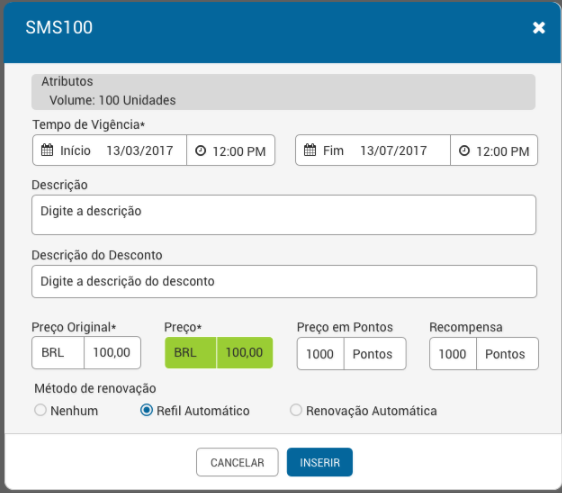 SMS100
Atributos
Volume: 100 Unidades
Tempo de Vigência*
Início 13/03/2017 12:00 PM Fim 13/07/2017 12:00 PM
Descrição
Digite a descrição
Descrição do Desconto
Digite a descrição do desconto
Preço Original* Preço* Preço em Pontos Recompensa
BRL 100,00 BRL 100,00 1000 Pontos 1000 Pontos
Método de renovação
Nenhum Refil Automático Renovação Automática
CANCELAR INSERIR